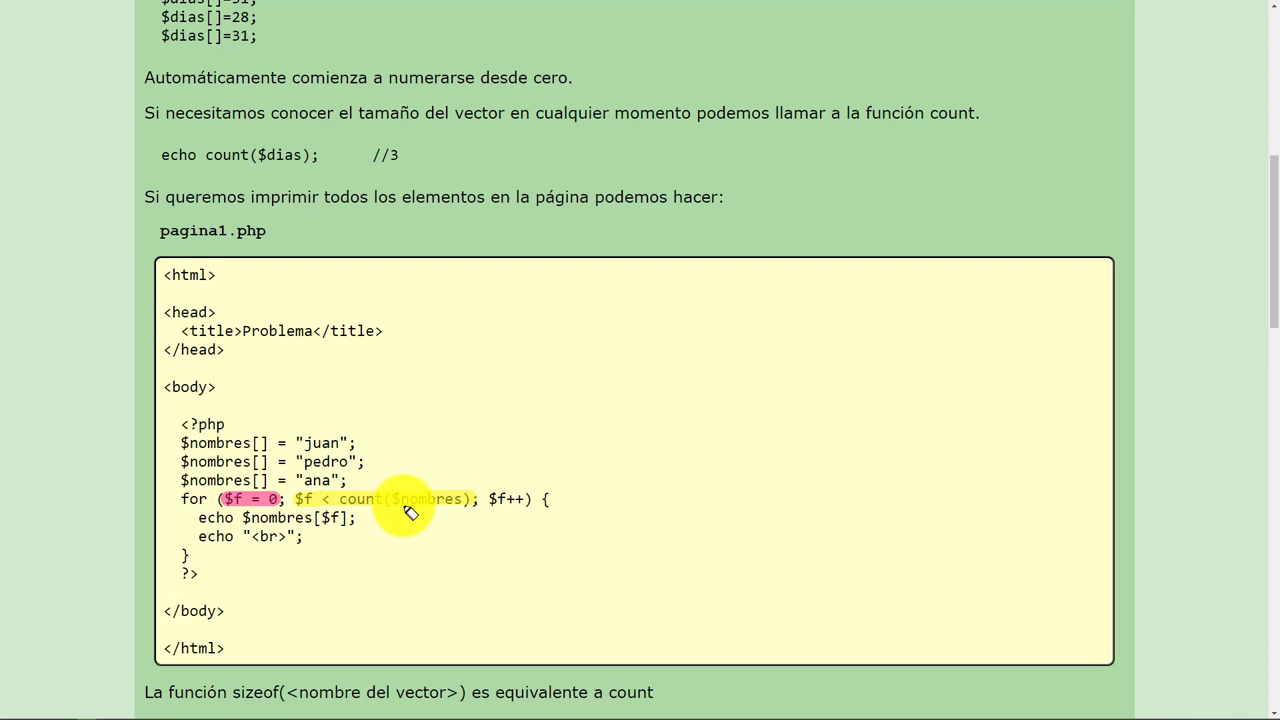 $dias[]=31;
$dias[]=28;
$dias[]=31;
Automáticamente comienza a numerarse desde cero.
Si necesitamos conocer el tamaño del vector en cualquier momento podemos llamar a la función count.
echo count($dias);      //3
Si queremos imprimir todos los elementos en la página podemos hacer:
pagina1.php
<html>
<head>
  <title>Problema</title>
</head>
<body>
  <?php
  $nombres[] = "juan";
  $nombres[] = "pedro";
  $nombres[] = "ana";
  for ($f = 0; $f < count($nombres); $f++) {
    echo $nombres[$f];
    echo "<br>";
  }
  ?>
</body>
</html>
La función sizeof(<nombre del vector>) es equivalente a count